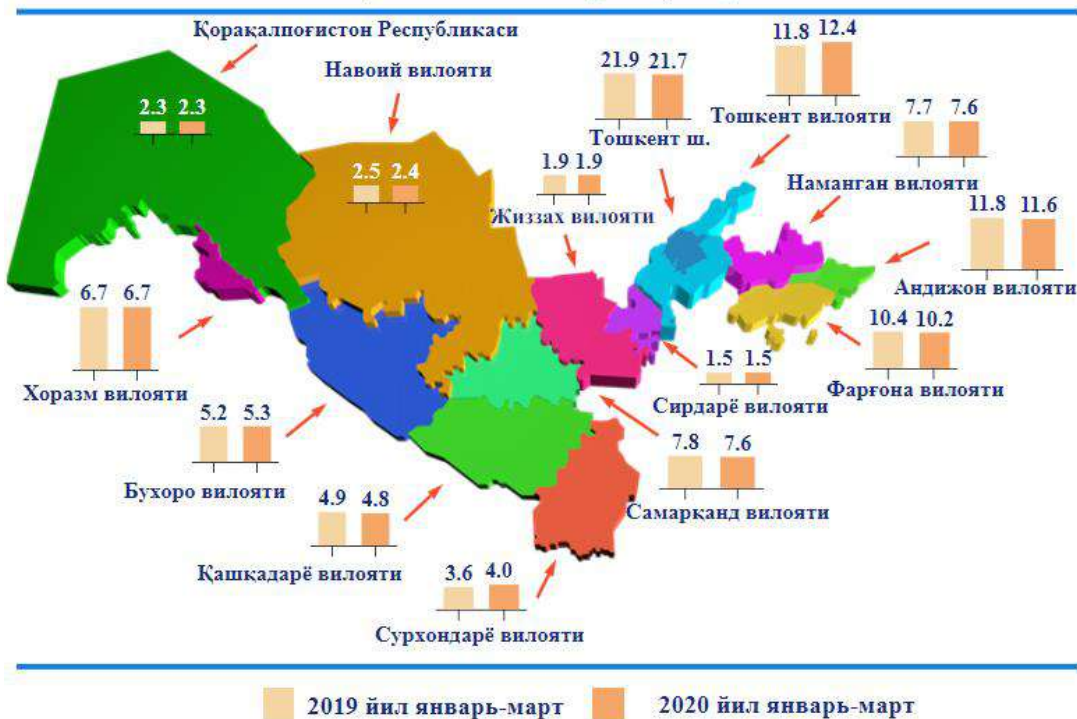 Қорақалпоғистон Республикаси
2.3 2.3
Навоий вилояти
2.5 2.4
Тошкент ш.
21.9 21.7
Тошкент вилояти
11.8 12.4
Наманган вилояти
7.7 7.6
Жиззах вилояти
1.9 1.9
Андижон вилояти
11.8 11.6
Хоразм вилояти
6.7 6.7
Фарғона вилояти
10.4 10.2
Сирдарё вилояти
1.5 1.5
Бухоро вилояти
5.2 5.3
Самарқанд вилояти
7.8 7.6
Қашқадарё вилояти
4.9 4.8
Сурхондарё вилояти
3.6 4.0
2019 йил январь-март
2020 йил январь-март